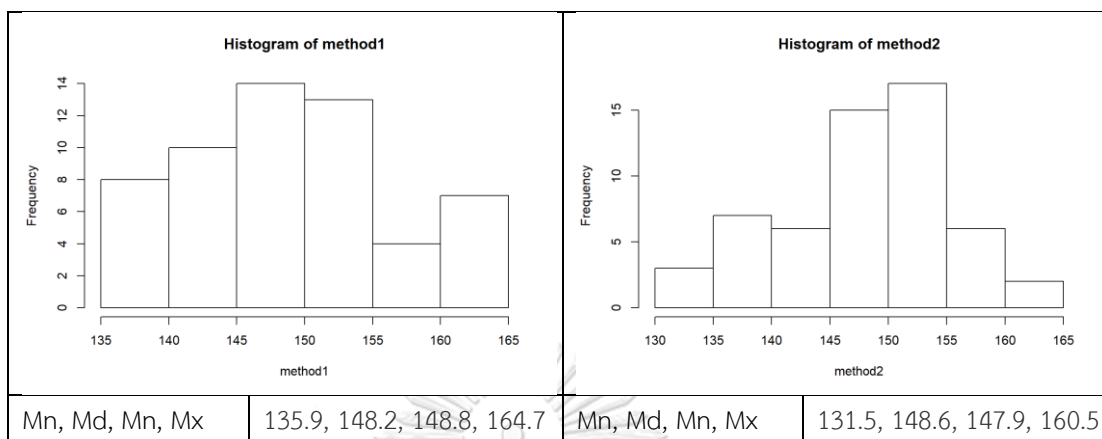 Histogram of method1
Frequency
0 2 4 6 8 10 12 14
135 140 145 150 155 160 165
method1
Histogram of method2
Frequency
0 5 10 15
130 135 140 145 150 155 160 165
method2
Mn, Md, Mn, Mx 135.9, 148.2, 148.8, 164.7 Mn, Md, Mn, Mx 131.5, 148.6, 147.9, 160.5